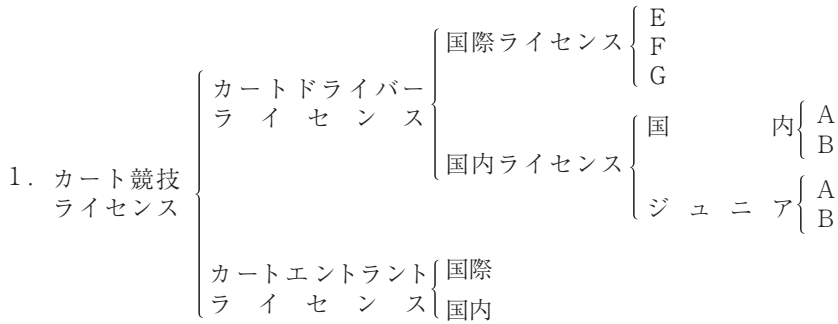 1. カート競技
ライセンス
カートドライバー
ライセンス
国際ライセンス
E
F
G
国内ライセンス
国内
A
B
ジュニア
A
B
カートエントラント
ライセンス
国際
国内